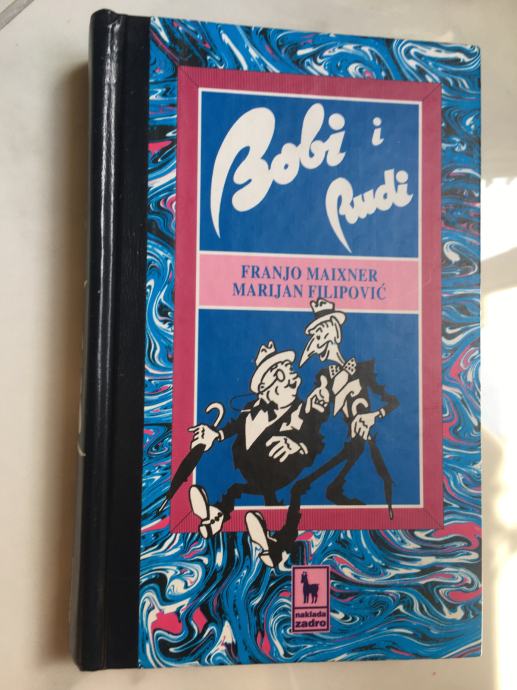 Bobi i
Rudi
FRANJO MAIXNER
MARIJAN FILIPOVIĆ
naklada
zadro